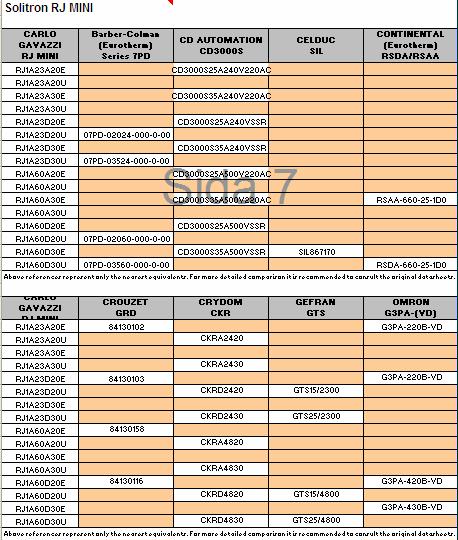 Solitron RJ MINI
CARLO GAVAZZI RJ MINI Barber-Colman (Eurotherm) Series 7PD CD AUTOMATION CD3000S CELDUC SIL CONTINENTAL (Eurotherm) RSDA/RSAA
RJ1A23A20E CD3000S25A240V220AC
RJ1A23A20U
RJ1A23A30E CD3000S35A240V220AC
RJ1A23A30U
RJ1A23D20E CD3000S25A240VSSR
RJ1A23D20U 07PD-02024-000-0-00
RJ1A23D30E CD3000S35A240VSSR
RJ1A23D30U 07PD-03524-000-0-00
RJ1A60A20E CD3000S25A500V220AC
RJ1A60A20U
RJ1A60A30E CD3000S35A500V220AC RSAA-660-25-1D0
RJ1A60A30U
RJ1A60D20E CD3000S25A500VSSR
RJ1A60D20U 07PD-02060-000-0-00
RJ1A60D30E CD3000S35A500VSSR SIL867170
RJ1A60D30U 07PD-03560-000-0-00 RSDA-660-25-1D0
Sida 7
Above references represent only the nearest equivalents. For more detailed comparison it is recommended to consult the original datasheets.
CARLO GAVAZZI RJ MINI CROUZET GRD CRYDOM CKR GEFRAN GTS OMRON G3PA-(VD)
RJ1A23A20E 84130102 G3PA-220B-VD
RJ1A23A20U CKRA2420
RJ1A23A30E
RJ1A23A30U CKRA2430
RJ1A23D20E 84130103 G3PA-220B-VD
RJ1A23D20U CKRD2420 GTS15/2300
RJ1A23D30E
RJ1A23D30U CKRD2430 GTS25/2300
RJ1A60A20E 84130158
RJ1A60A20U CKRA4820
RJ1A60A30E
RJ1A60A30U CKRA4830
RJ1A60D20E 84130116 G3PA-420B-VD
RJ1A60D20U CKRD4820 GTS15/4800
RJ1A60D30E G3PA-430B-VD
RJ1A60D30U CKRD4830 GTS25/4800
Above references represent only the nearest equivalents. For more detailed comparison it is recommended to consult the original datasheets.